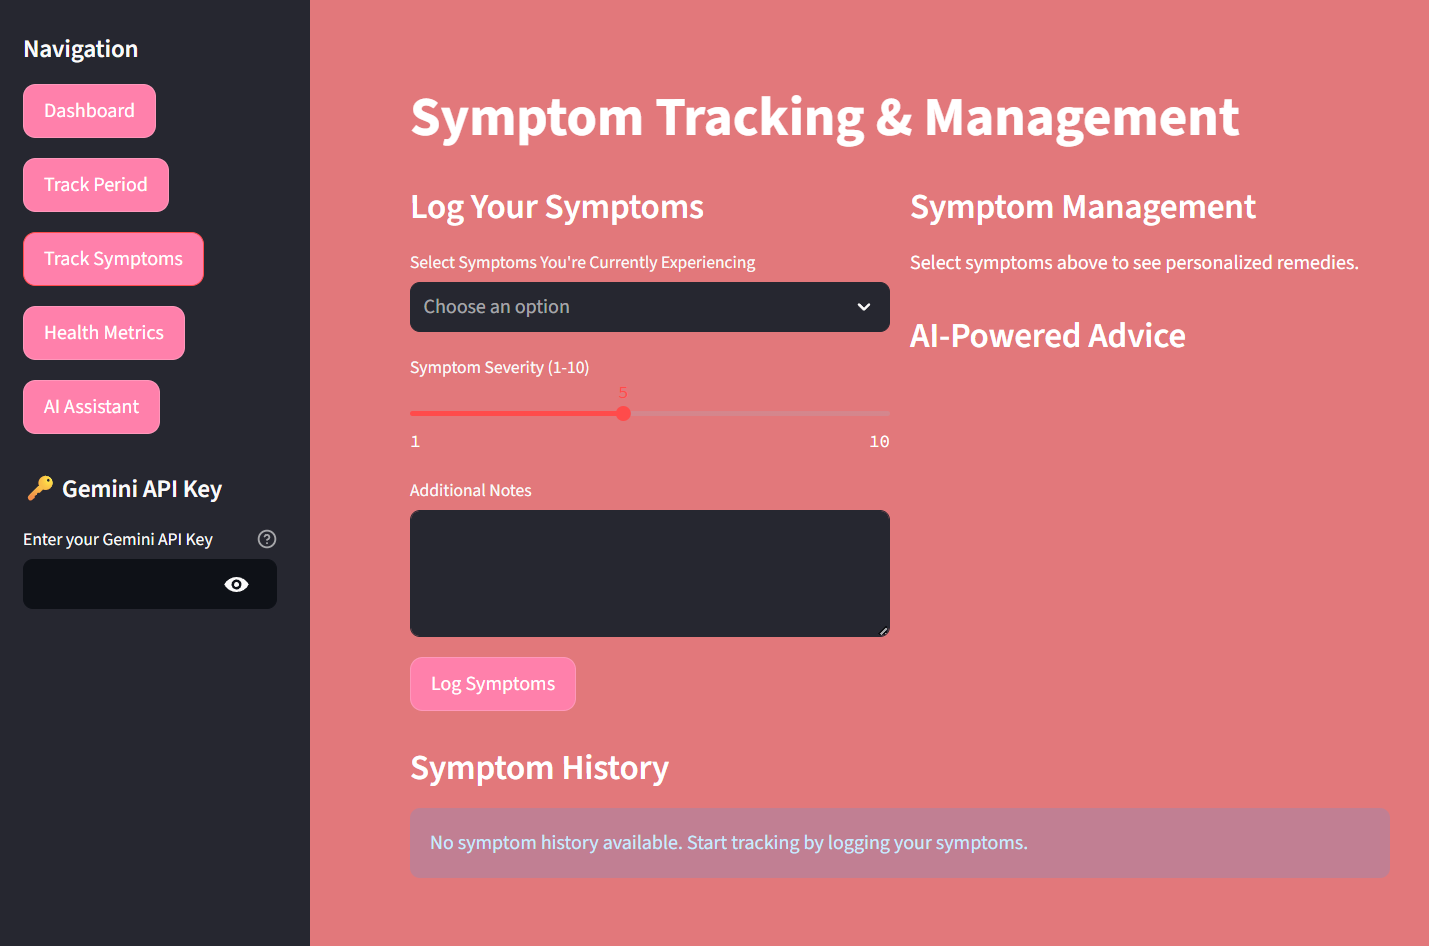 Navigation
Dashboard
Track Period
Track Symptoms
Health Metrics
AI Assistant
🔑 Gemini API Key
Enter your Gemini API Key
Symptom Tracking & Management
Log Your Symptoms
Select Symptoms You're Currently Experiencing
Choose an option
Symptom Severity (1-10)
5
1
10
Additional Notes
Log Symptoms
Symptom Management
Select symptoms above to see personalized remedies.
AI-Powered Advice
Symptom History
No symptom history available. Start tracking by logging your symptoms.